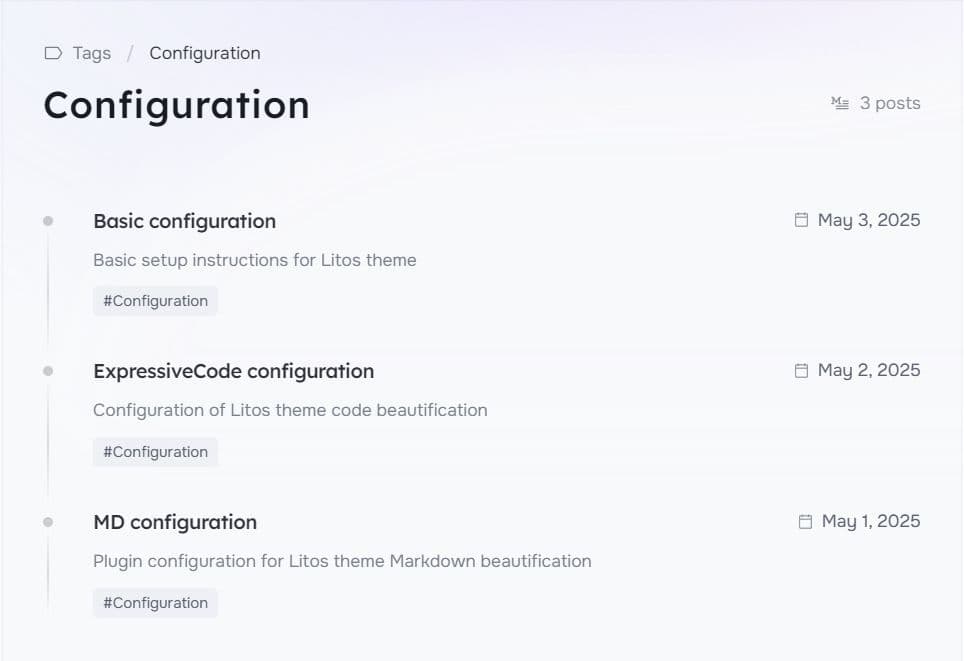 Tags / Configuration
Configuration
M 3 posts
Basic configuration May 3, 2025
Basic setup instructions for Litos theme
#Configuration
ExpressiveCode configuration May 2, 2025
Configuration of Litos theme code beautification
#Configuration
MD configuration May 1, 2025
Plugin configuration for Litos theme Markdown beautification
#Configuration